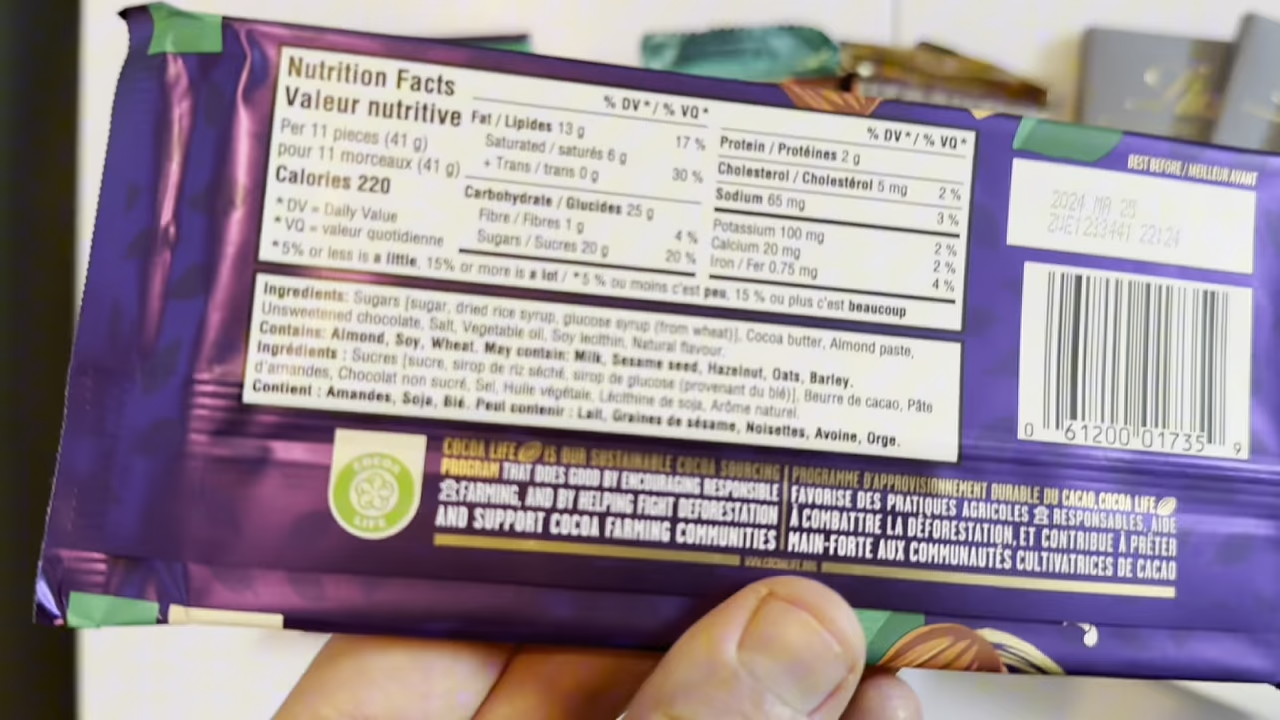 Nutrition Facts
Valeur nutritive
Per 11 pieces (41 g)
pour 11 morceaux (41 g)
Calories 220
* DV = Daily Value
* VQ = valeur quotidienne
% DV* / % VQ*
Fat / Lipides 13 g 17 %
Saturated / saturés 6 g
+ Trans / trans 0 g 30 %
Carbohydrate / Glucides 25 g
Fibre / Fibres 1 g 4 %
Sugars / Sucres 20 g 20 %
% DV* / % VQ*
Protein / Protéines 2 g
Cholesterol / Cholestérol 5 mg 2 %
Sodium 65 mg 3 %
Potassium 100 mg 2 %
Calcium 20 mg 2 %
Iron / Fer 0.75 mg 4 %
*5% or less is a little, 15% or more is a lot / *5 % ou moins c'est peu, 15 % ou plus c'est beaucoup
Ingredients: Sugars [sugar, dried rice syrup, glucose syrup (from wheat)], Cocoa butter, Almond paste,
Unsweetened chocolate, Salt, Vegetable oil, Soy lecithin, Natural flavour.
Contains: Almond, Soy, Wheat. May contain: Milk, Sesame seed, Hazelnut, Oats, Barley.
Ingrédients : Sucres [sucre, sirop de riz séché, sirop de glucose (provenant du blé)], Beurre de cacao, Pâte
d'amandes, Chocolat non sucré, Sel, Huile végétale, Lécithine de soja, Arôme naturel.
Contient : Amandes, Soja, Blé. Peut contenir : Lait, Graines de sésame, Noisettes, Avoine, Orge.
BEST BEFORE / MEILLEUR AVANT
2024 MR 25
0 61200 01735 9
COCOA
LIFE
COCOA LIFE IS OUR SUSTAINABLE COCOA SOURCING
PROGRAM THAT DOES GOOD BY ENCOURAGING RESPONSIBLE
FARMING, AND BY HELPING FIGHT DEFORESTATION
AND SUPPORT COCOA FARMING COMMUNITIES
PROGRAMME D'APPROVISIONNEMENT DURABLE DU CACAO, COCOA LIFE
FAVORISE DES PRATIQUES AGRICOLES RESPONSABLES, AIDE
À COMBATTRE LA DÉFORESTATION, ET CONTRIBUE À PRÊTER
MAIN-FORTE AUX COMMUNAUTÉS CULTIVATRICES DE CACAO
WWW.COCOALIFE.ORG